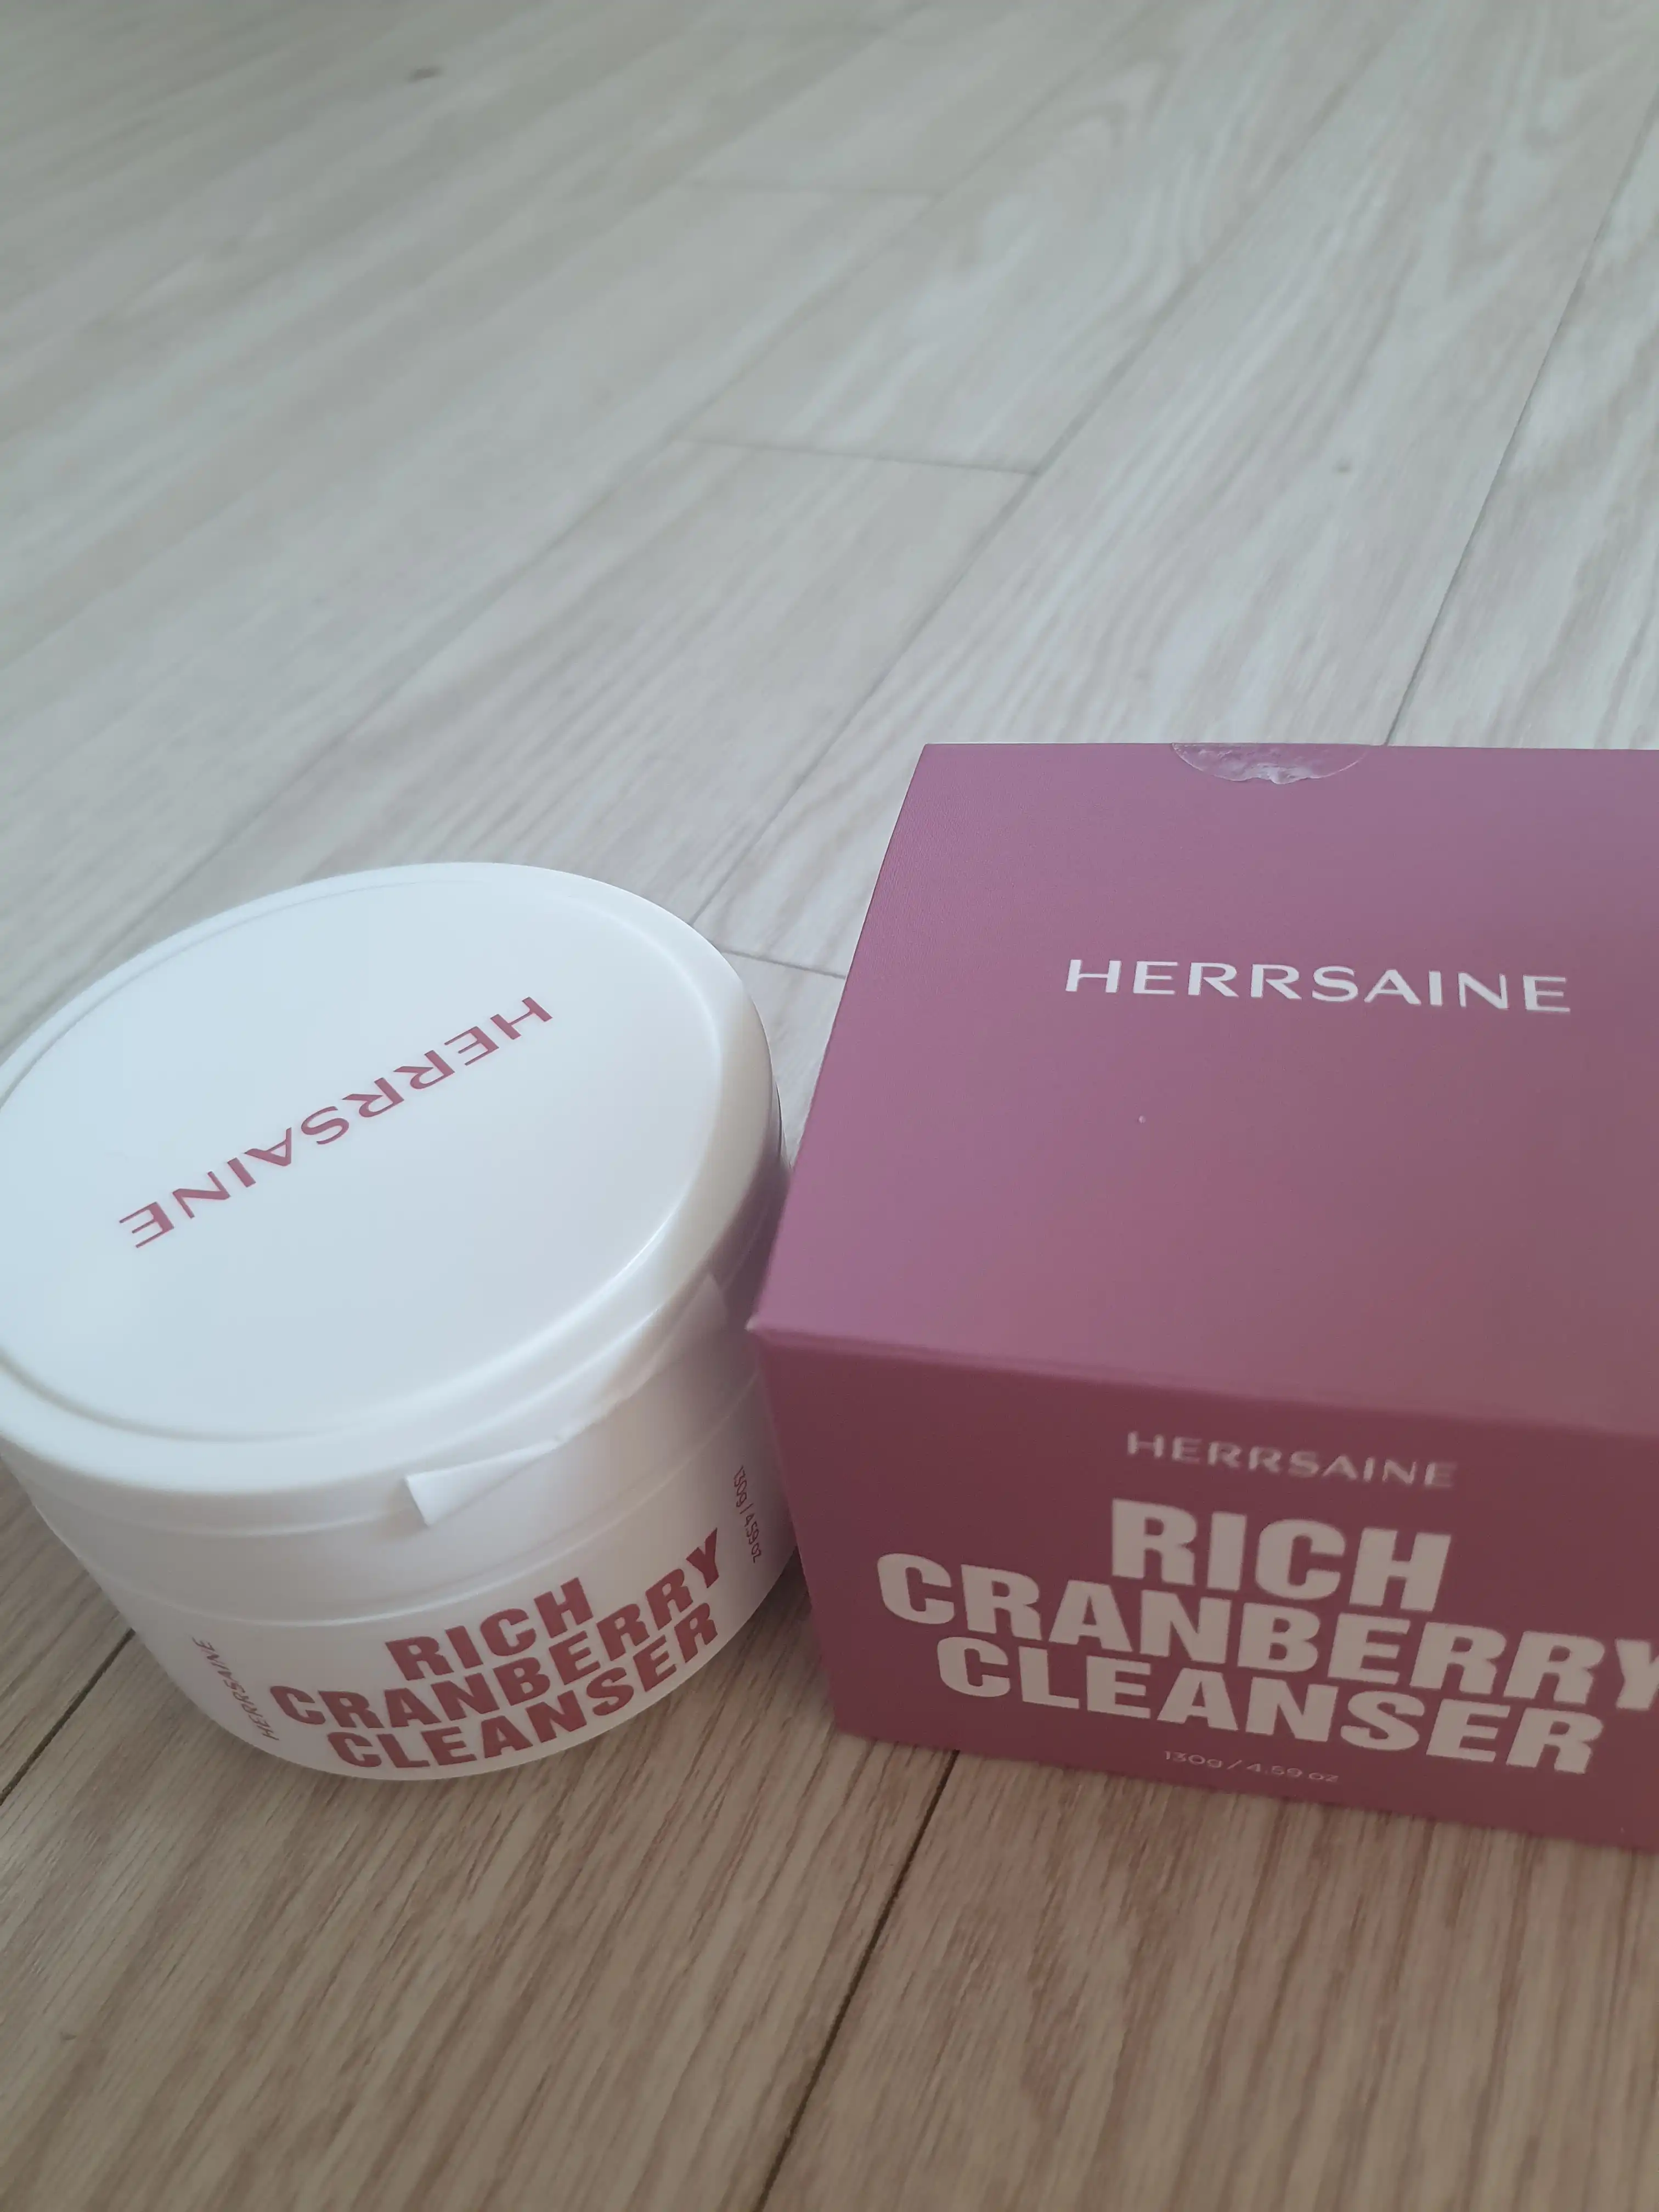 HERRSAINE
HERRSAINE
RICH
CRANBERRY
CLEANSER
130g / 4.59 oz
HERRSAINE
HERRSAINE
RICH
CRANBERRY
CLEANSER
130g / 4.59 oz